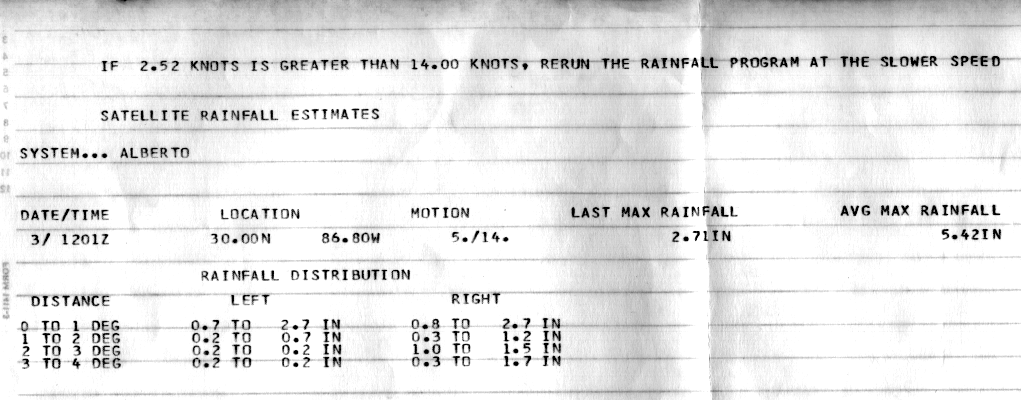 IF 2.52 KNOTS IS GREATER THAN 14.00 KNOTS, RERUN THE RAINFALL PROGRAM AT THE SLOWER SPEED
SATELLITE RAINFALL ESTIMATES
SYSTEM... ALBERTO
DATE/TIME LOCATION MOTION LAST MAX RAINFALL AVG MAX RAINFALL
3/ 1201Z 30.00N 86.80W 5./14. 2.71IN 5.42IN
RAINFALL DISTRIBUTION
DISTANCE LEFT RIGHT
0 TO 1 DEG 0.7 TO 2.7 IN 0.8 TO 2.7 IN
1 TO 2 DEG 0.2 TO 0.7 IN 0.3 TO 1.2 IN
2 TO 3 DEG 0.2 TO 0.2 IN 1.0 TO 1.5 IN
3 TO 4 DEG 0.2 TO 0.2 IN 0.3 TO 1.7 IN